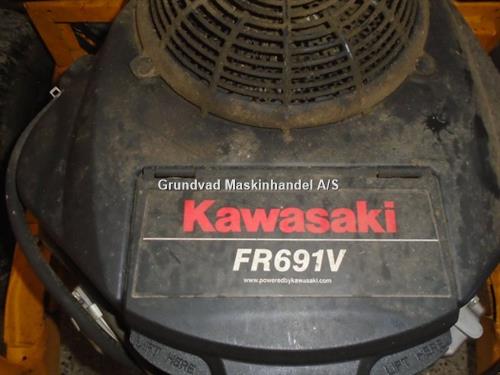 Grundvad Maskinhandel A/S
Kawasaki
FR691V
www.poweredbykawasaki.com
LIFT HERE
LIFT HERE